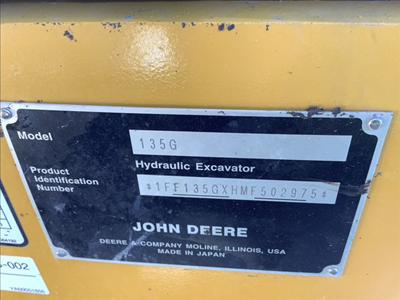 Model
135G
Hydraulic Excavator
Product
Identification
Number
*1FF135GXHMF502975*
JOHN DEERE
DEERE & COMPANY MOLINE, ILLINOIS, USA
MADE IN JAPAN
-002